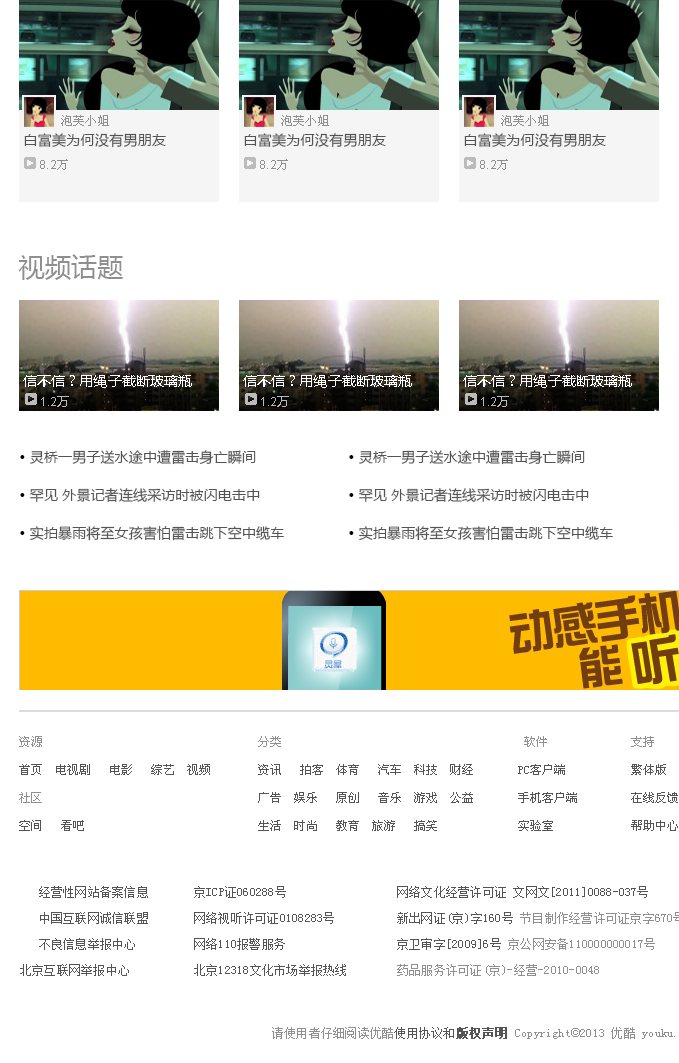 泡芙小姐 泡芙小姐 泡芙小姐
白富美为何没有男朋友 白富美为何没有男朋友 白富美为何没有男朋友
8.2万 8.2万 8.2万
视频话题
信不信？用绳子截断玻璃瓶 信不信？用绳子截断玻璃瓶 信不信？用绳子截断玻璃瓶
1.2万 1.2万 1.2万
• 灵桥一男子送水途中遭雷击身亡瞬间 • 灵桥一男子送水途中遭雷击身亡瞬间
• 罕见 外景记者连线采访时被闪电击中 • 罕见 外景记者连线采访时被闪电击中
• 实拍暴雨将至女孩害怕雷击跳下空中缆车 • 实拍暴雨将至女孩害怕雷击跳下空中缆车
动感手机
能 听
灵犀
资源 分类 软件 支持
首页 电视剧 电影 综艺 视频 资讯 拍客 体育 汽车 科技 财经 PC客户端 繁体版
社区 广告 娱乐 原创 音乐 游戏 公益 手机客户端 在线反馈
空间 看吧 生活 时尚 教育 旅游 搞笑 实验室 帮助中心
经营性网站备案信息 京ICP证060288号 网络文化经营许可证 文网文[2011]0088-037号
中国互联网诚信联盟 网络视听许可证0108283号 新出网证(京)字160号 节目制作经营许可证京字670号
不良信息举报中心 网络110报警服务 京卫审字[2009]6号 京公网安备110000000017号
北京互联网举报中心 北京12318文化市场举报热线 药品服务许可证(京)-经营-2010-0048
请使用者仔细阅读优酷使用协议和版权声明 Copyright©2013 优酷 youku.